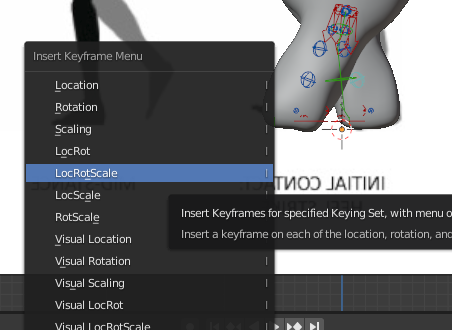 Insert Keyframe Menu
Location
Rotation
Scaling
LocRot
LocRotScale
LocScale
RotScale
Visual Location
Visual Rotation
Visual Scaling
Visual LocRot
Visual LocRotScale
INITIAL CONTACT
Insert Keyframes for specified Keying Set, with menu o
Insert a keyframe on each of the location, rotation, and